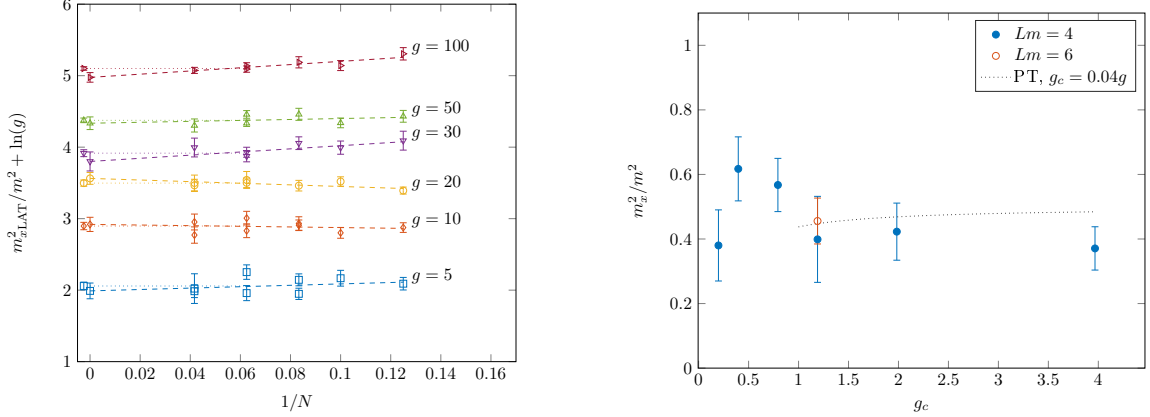 6
5
4
3
2
1
m²ₓLAT/m² + ln(g)
g = 100
g = 50
g = 30
g = 20
g = 10
g = 5
0 0.02 0.04 0.06 0.08 0.1 0.12 0.14 0.16
1/N
1
0.8
0.6
0.4
0.2
0
m²ₓ/m²
Lm = 4
Lm = 6
PT, g_c = 0.04g
0 0.5 1 1.5 2 2.5 3 3.5 4
g_c